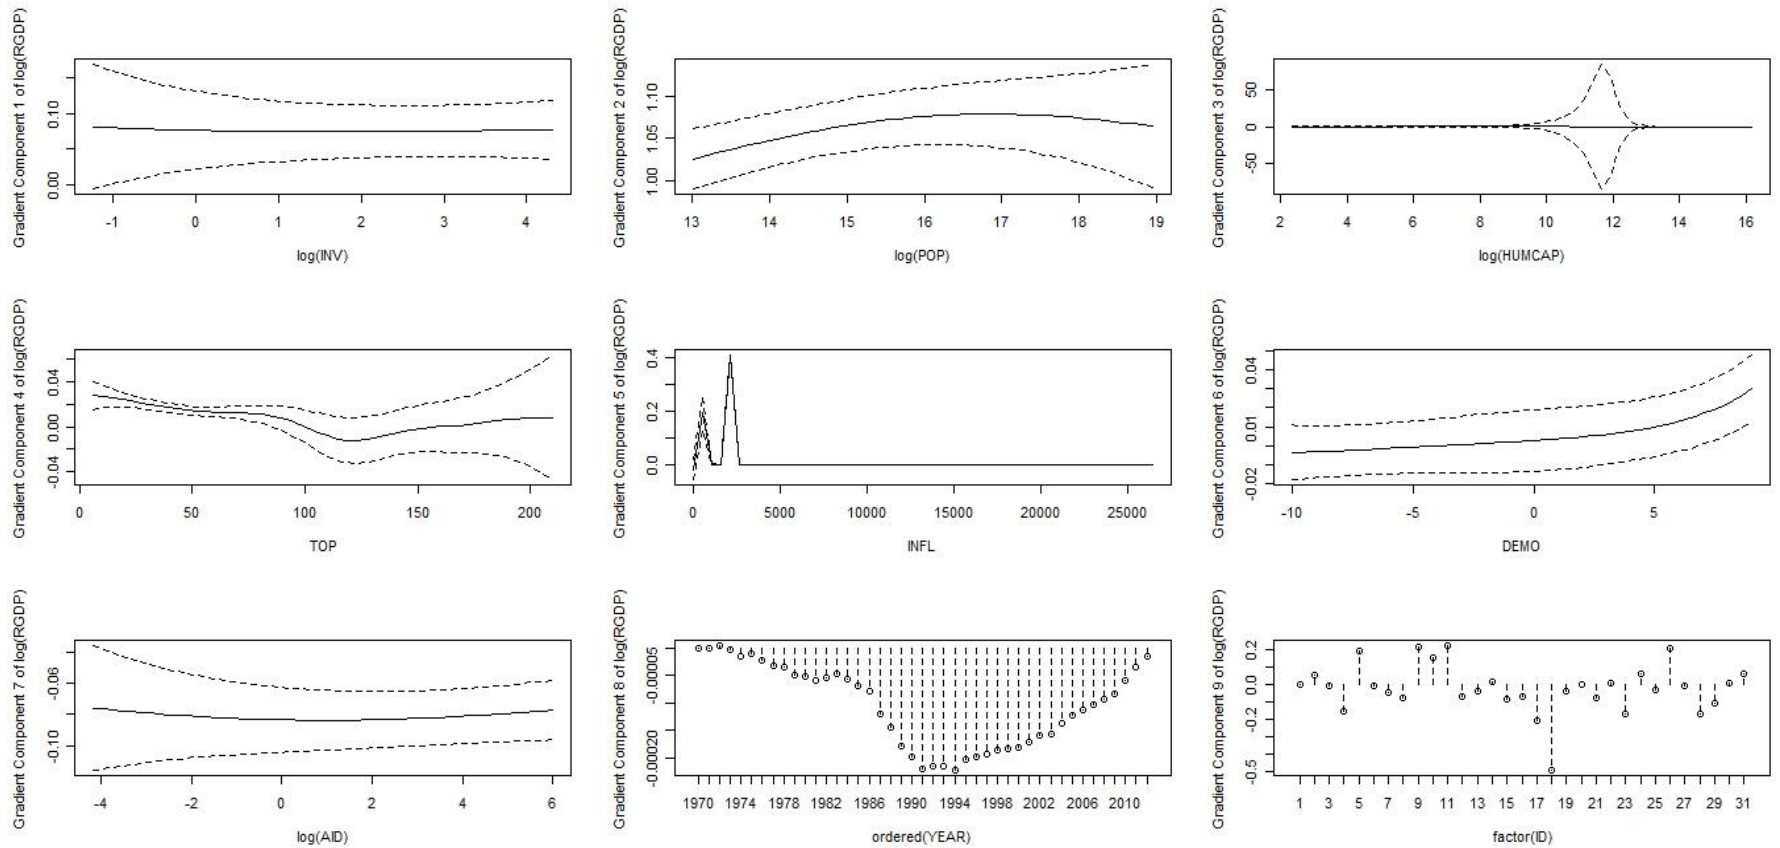 Gradient Component 1 of log(RGDP)
0.00 0.10
-1 0 1 2 3 4
log(INV)
Gradient Component 2 of log(RGDP)
1.00 1.05 1.10
13 14 15 16 17 18 19
log(POP)
Gradient Component 3 of log(RGDP)
-50 0 50
2 4 6 8 10 12 14 16
log(HUMCAP)
Gradient Component 4 of log(RGDP)
-0.04 0.00 0.04
0 50 100 150 200
TOP
Gradient Component 5 of log(RGDP)
0.0 0.2 0.4
0 5000 10000 15000 20000 25000
INFL
Gradient Component 6 of log(RGDP)
-0.02 0.01 0.04
-10 -5 0 5
DEMO
Gradient Component 7 of log(RGDP)
-0.10 -0.06
-4 -2 0 2 4 6
log(AID)
Gradient Component 8 of log(RGDP)
-0.00020 -0.00005
1970 1974 1978 1982 1986 1990 1994 1998 2002 2006 2010
ordered(YEAR)
Gradient Component 9 of log(RGDP)
-0.5 -0.2 0.0 0.2
1 3 5 7 9 11 13 15 17 19 21 23 25 27 29 31
factor(ID)